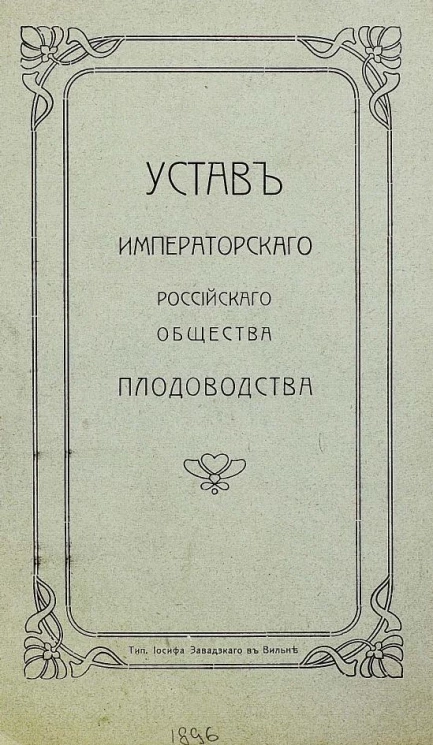 УСТАВЪ
ИМПЕРАТОРСКАГО
РОССІЙСКАГО
ОБЩЕСТВА
ПЛОДОВОДСТВА
Тип. Іосифа Завадзкаго въ Вильнѣ
1896